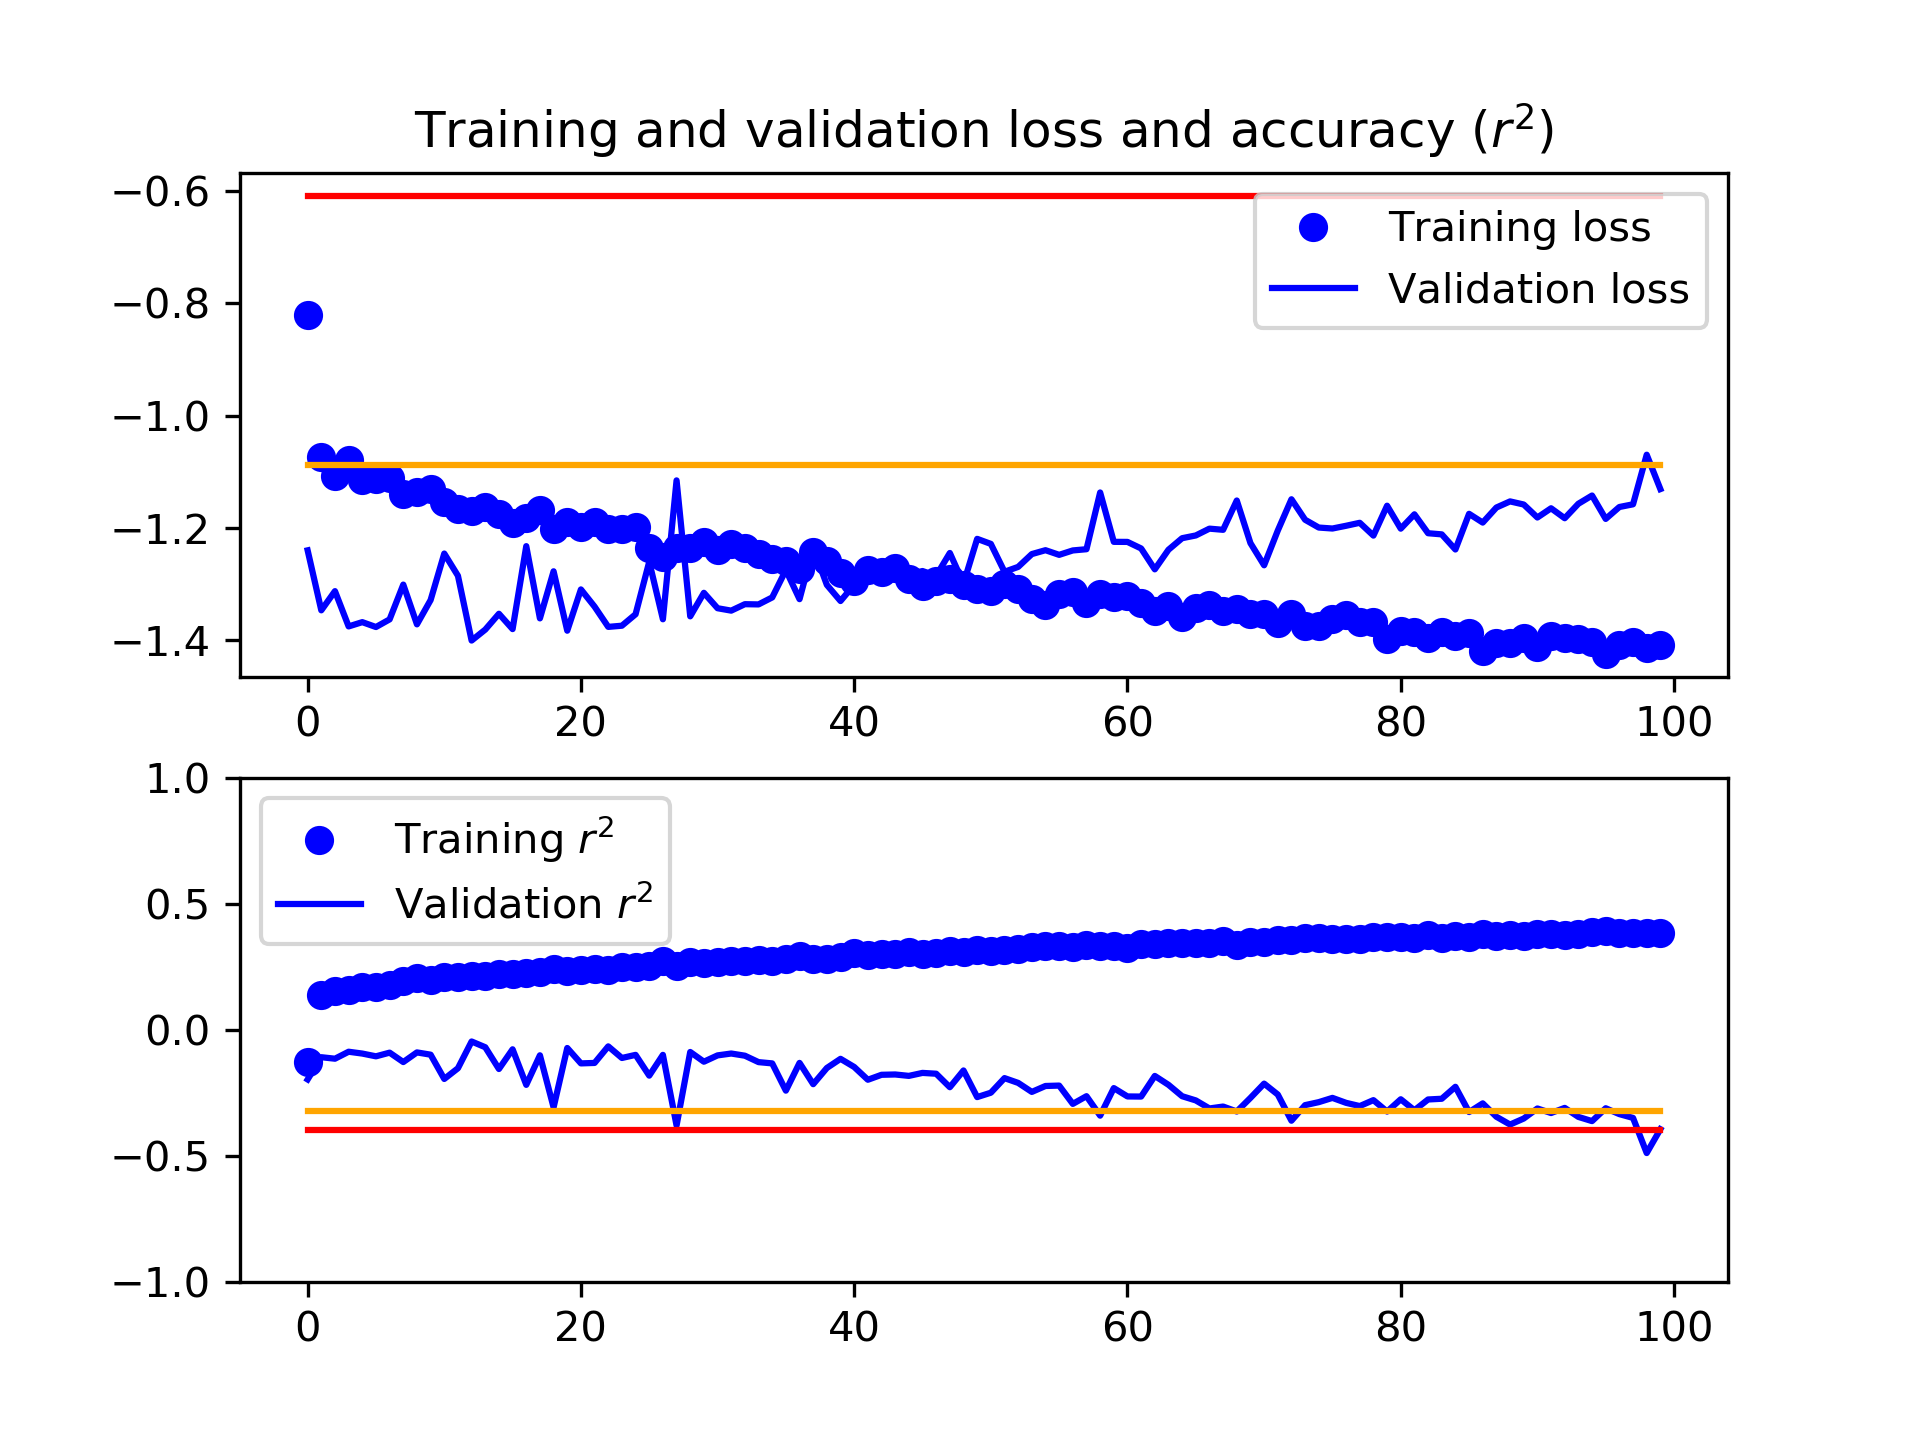 Training and validation loss and accuracy (r²)
−0.6
−0.8
−1.0
−1.2
−1.4
Training loss
Validation loss
0 20 40 60 80 100
1.0
0.5
0.0
−0.5
−1.0
Training r²
Validation r²
0 20 40 60 80 100